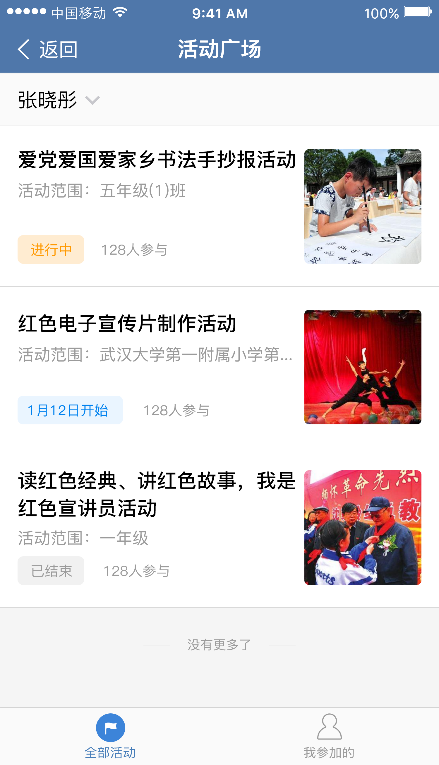 中国移动 9:41 AM 100%
返回 活动广场
张晓彤
爱党爱国爱家乡书法手抄报活动
活动范围：五年级(1)班
进行中 128人参与
红色电子宣传片制作活动
活动范围：武汉大学第一附属小学第...
1月12日开始 128人参与
读红色经典、讲红色故事，我是
红色宣讲员活动
缅怀革命先烈
教
活动范围：一年级
已结束 128人参与
没有更多了
全部活动 我参加的